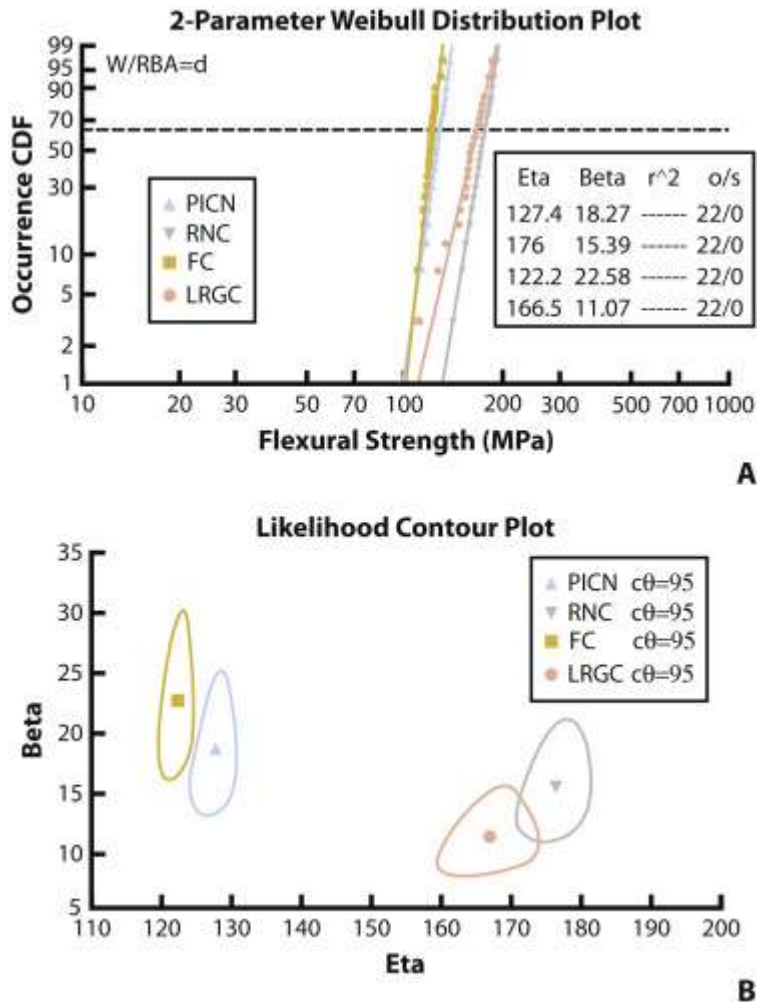 2-Parameter Weibull Distribution Plot
W/RBA=d
Occurrence CDF
99
95
90
70
50
30
10
5
2
1
PICN
RNC
FC
LRGC
Eta Beta r^2 o/s
127.4 18.27 ------ 22/0
176 15.39 ------ 22/0
122.2 22.58 ------ 22/0
166.5 11.07 ------ 22/0
10 20 30 50 70 100 200 300 500 700 1000
Flexural Strength (MPa)
A
Likelihood Contour Plot
Beta
35
30
25
20
15
10
5
PICN cθ=95
RNC cθ=95
FC cθ=95
LRGC cθ=95
110 120 130 140 150 160 170 180 190 200
Eta
B